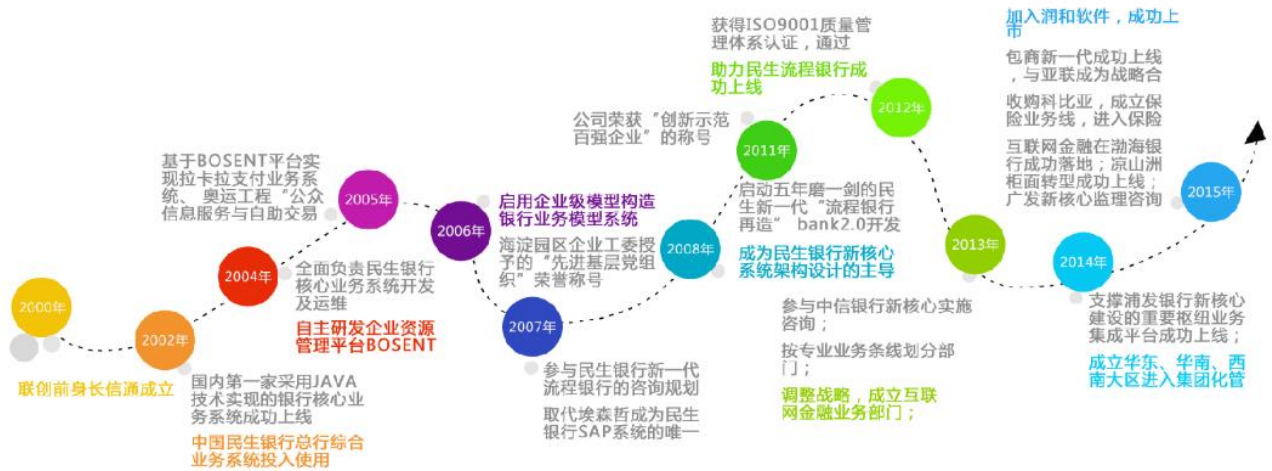 2000年
联创前身长信通成立
2002年
国内第一家采用JAVA
技术实现的银行核心业
务系统成功上线
中国民生银行总行综合
业务系统投入使用
2004年
全面负责民生银行
核心业务系统开发
及运维
自主研发企业资源
管理平台BOSENT
2005年
基于BOSENT平台实
现拉卡拉支付业务系
统、 奥运工程“公众
信息服务与自助交易
2006年
启用企业级模型构造
银行业务模型系统
海淀园区企业工委授
予的“先进基层党组
织”荣誉称号
2007年
参与民生银行新一代
流程银行的咨询规划
取代埃森哲成为民生
银行SAP系统的唯一
2008年
成为民生银行新核心
系统架构设计的主导
启动五年磨一剑的民
生新一代“流程银行
再造” bank2.0开发
2011年
公司荣获“创新示范
百强企业”的称号
2012年
获得ISO9001质量管
理体系认证，通过
助力民生流程银行成
功上线
2013年
参与中信银行新核心实施
咨询；
按专业业务条线划分部
门；
调整战略，成立互联
网金融业务部门；
2014年
支撑浦发银行新核心
建设的重要枢纽业务
集成平台成功上线；
成立华东、华南、西
南大区进入集团化管
2015年
加入润和软件，成功上
市
包商新一代成功上线
，与亚联成为战略合
收购科比亚，成立保
险业务线，进入保险
互联网金融在渤海银
行成功落地；凉山洲
柜面转型成功上线；
广发新核心监理咨询